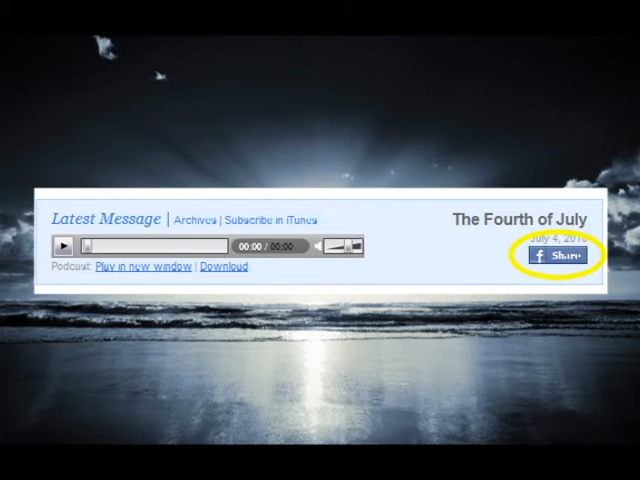 Latest Message | Archives | Subscribe in iTunes
The Fourth of July
July 4, 2010
00:00 / 00:00
f Share
Podcast: Play in new window | Download